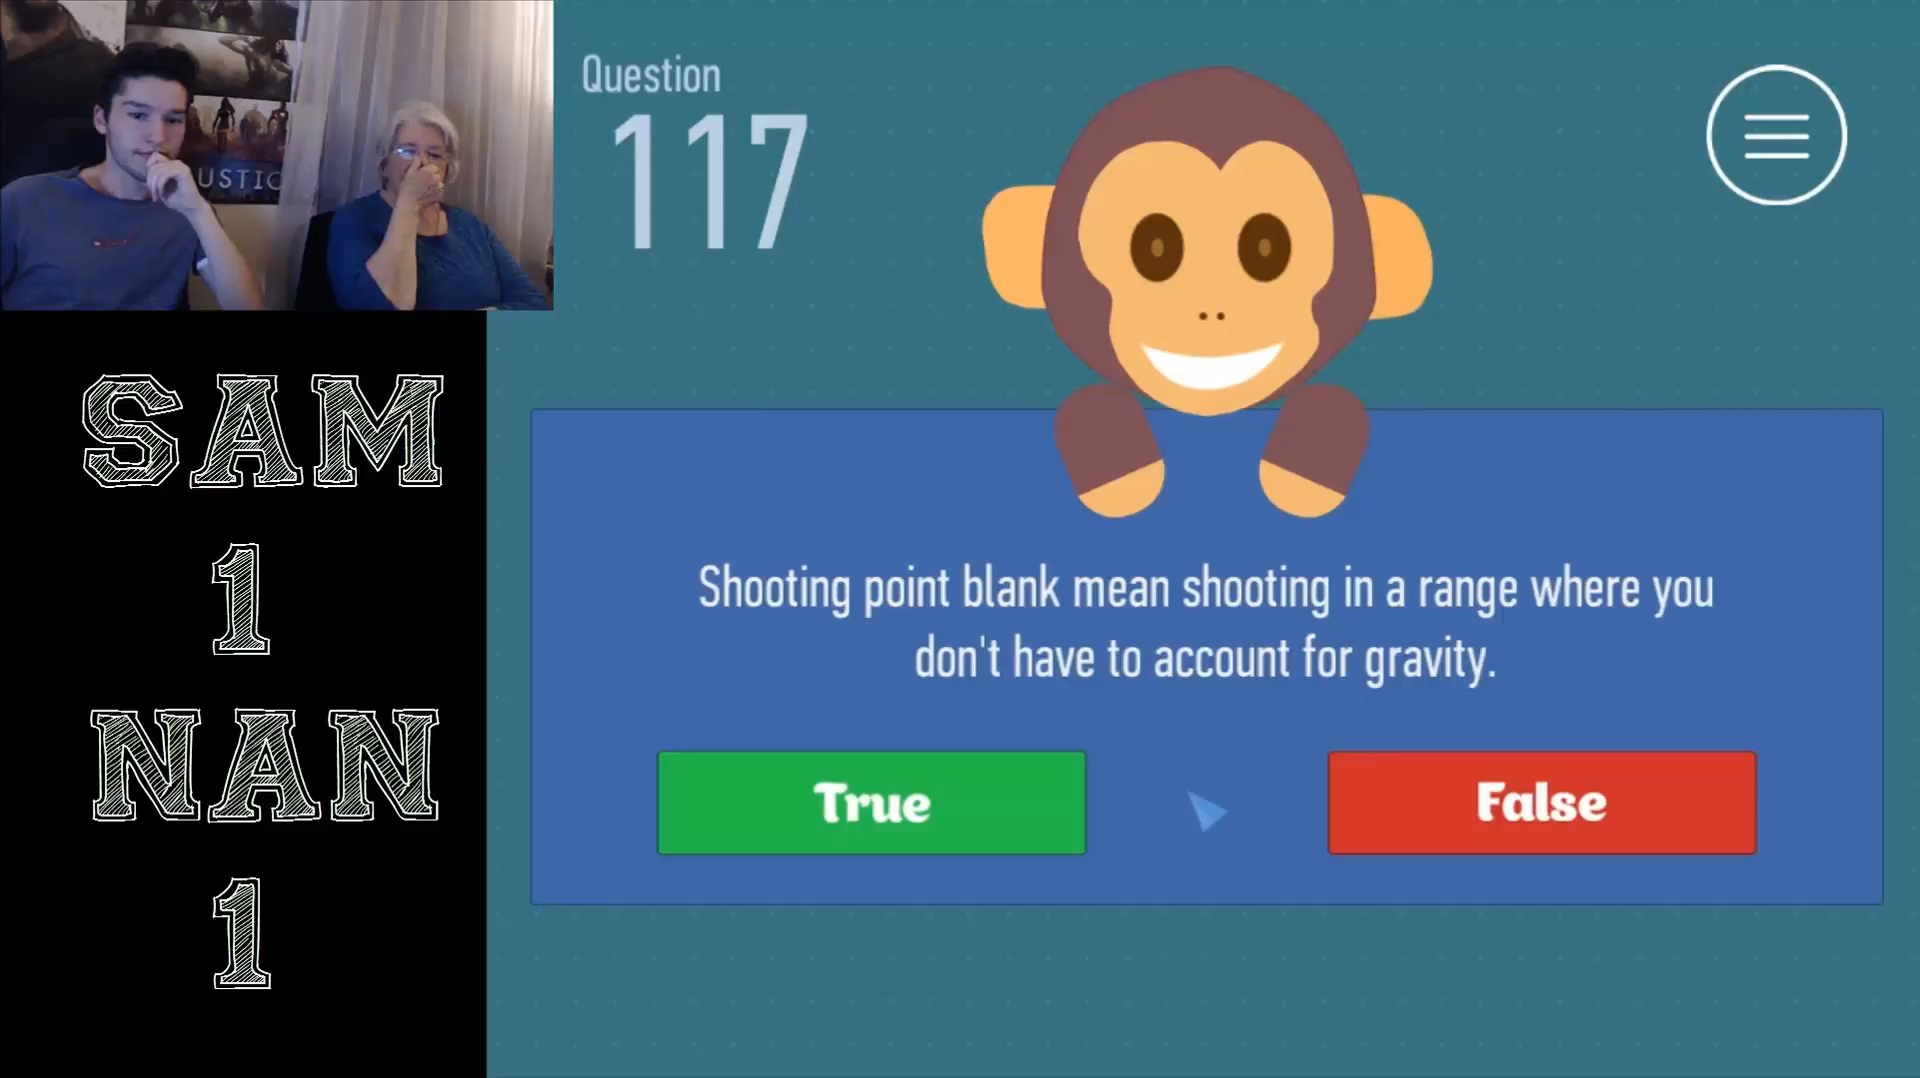 USTIC
Question
117
SAM
1
NAN
1
Shooting point blank mean shooting in a range where you
don't have to account for gravity.
True
False